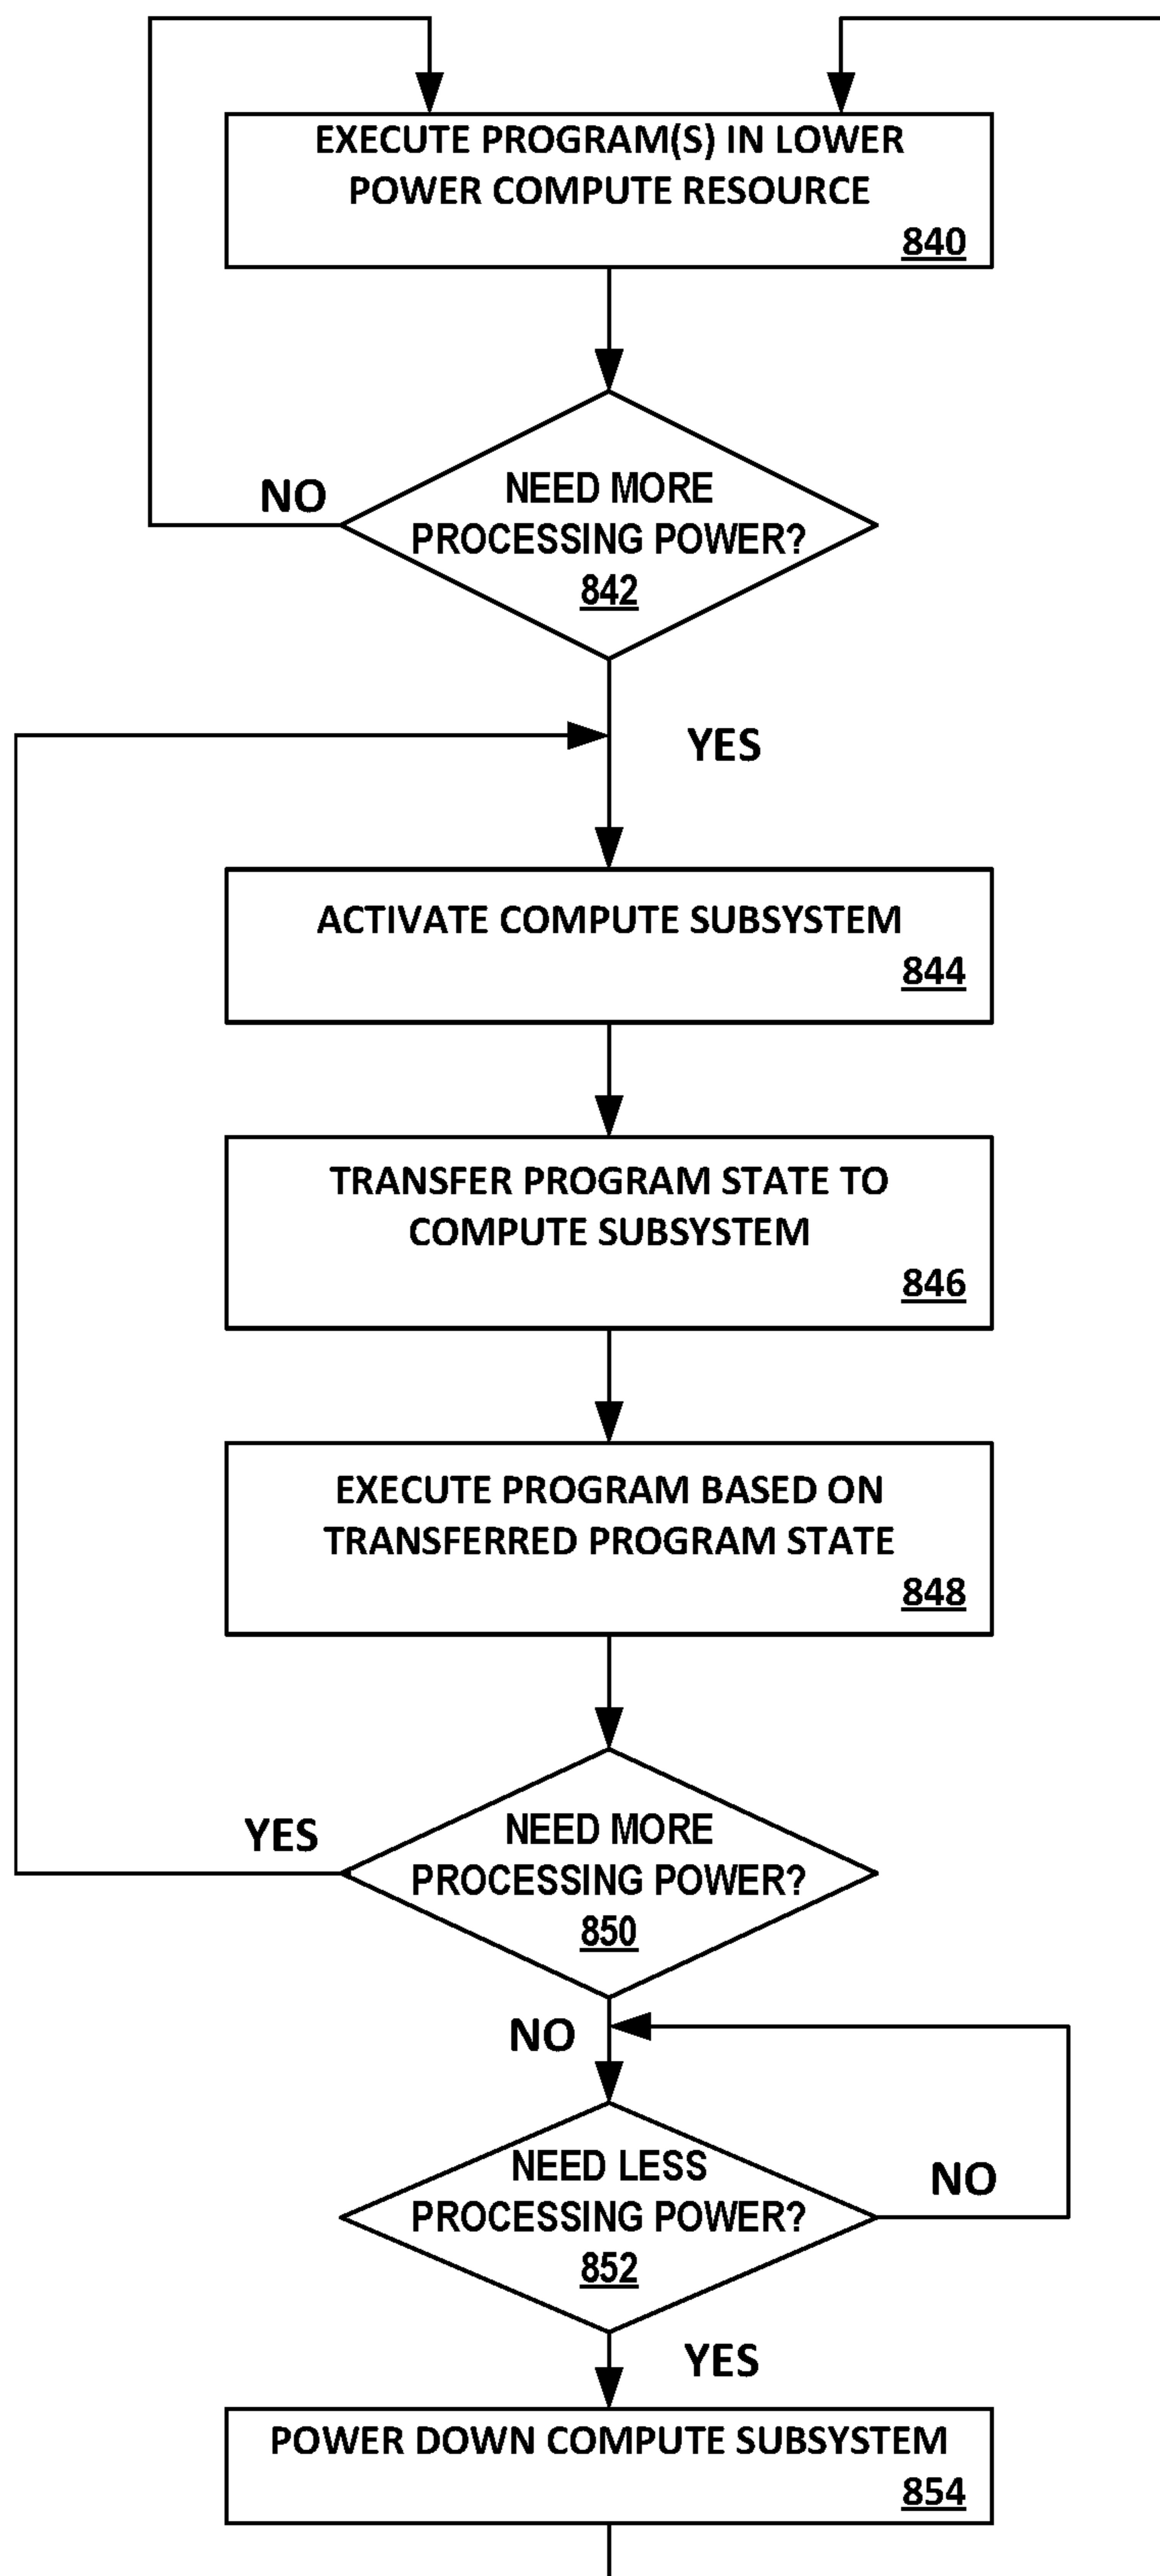 EXECUTE PROGRAM(S) IN LOWER
POWER COMPUTE RESOURCE
840
NO
NEED MORE
PROCESSING POWER?
842
YES
ACTIVATE COMPUTE SUBSYSTEM
844
TRANSFER PROGRAM STATE TO
COMPUTE SUBSYSTEM
846
EXECUTE PROGRAM BASED ON
TRANSFERRED PROGRAM STATE
848
YES
NEED MORE
PROCESSING POWER?
850
NO
NEED LESS
PROCESSING POWER?
852
NO
YES
POWER DOWN COMPUTE SUBSYSTEM
854